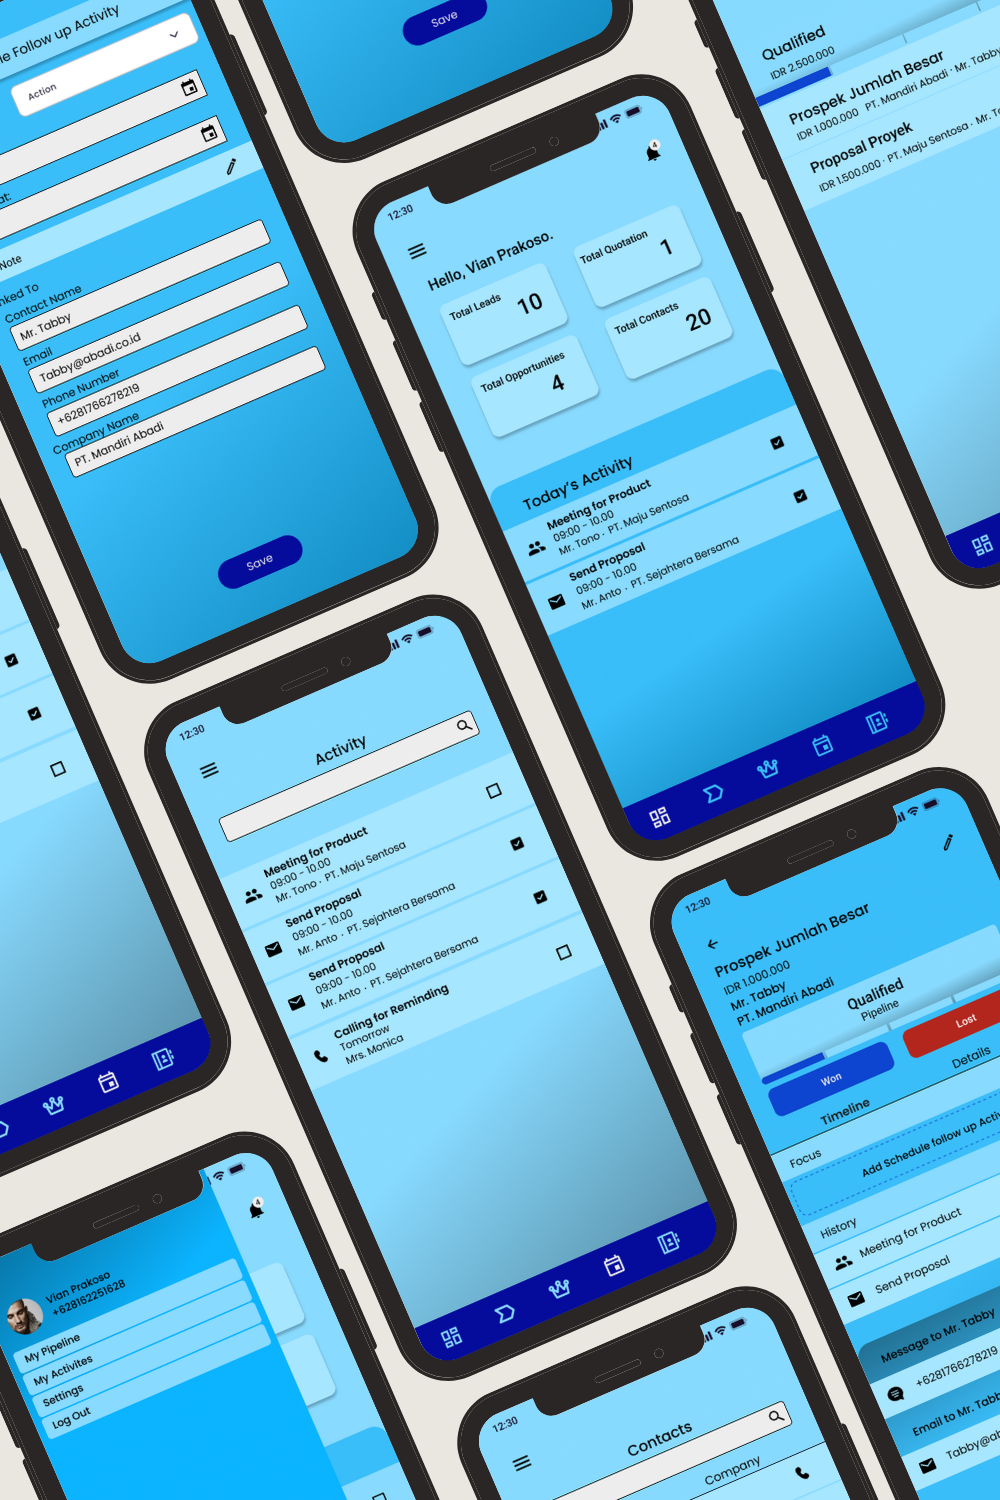 Follow up Activity
Action
Note
Contact Name
Mr. Tabby
Email
Tabby@abadi.co.id
Phone Number
+6281766278219
Company Name
PT. Mandiri Abadi
Save
Save
Qualified
IDR 2.500.000
Prospek Jumlah Besar
IDR 1.000.000 PT. Mandiri Abadi · Mr. Tabby
Proposal Proyek
IDR 1.500.000 · PT. Maju Sentosa · Mr.
12:30
4
Hello, Vian Prakoso.
Total Leads
10
Total Quotation
1
Total Opportunities
4
Total Contacts
20
Today's Activity
Meeting for Product
09:00 - 10.00
Mr. Tono · PT. Maju Sentosa
Send Proposal
09:00 - 10.00
Mr. Anto · PT. Sejahtera Bersama
12:30
Activity
Meeting for Product
09:00 - 10.00
Mr. Tono · PT. Maju Sentosa
Send Proposal
09:00 - 10.00
Mr. Anto · PT. Sejahtera Bersama
Send Proposal
09:00 - 10.00
Mr. Anto · PT. Sejahtera Bersama
Calling for Reminding
Tomorrow
Mrs. Monica
12:30
Prospek Jumlah Besar
IDR 1.000.000
Mr. Tabby
PT. Mandiri Abadi
Qualified
Pipeline
Won
Lost
Timeline
Details
Focus
Add Schedule follow up
History
Meeting for Product
Send Proposal
Message to Mr. Tabby
+6281766278219
Email to Mr.
4
Vian Prakoso
+628162251628
My Pipeline
My Activites
Settings
Log Out
12:30
Contacts
Company